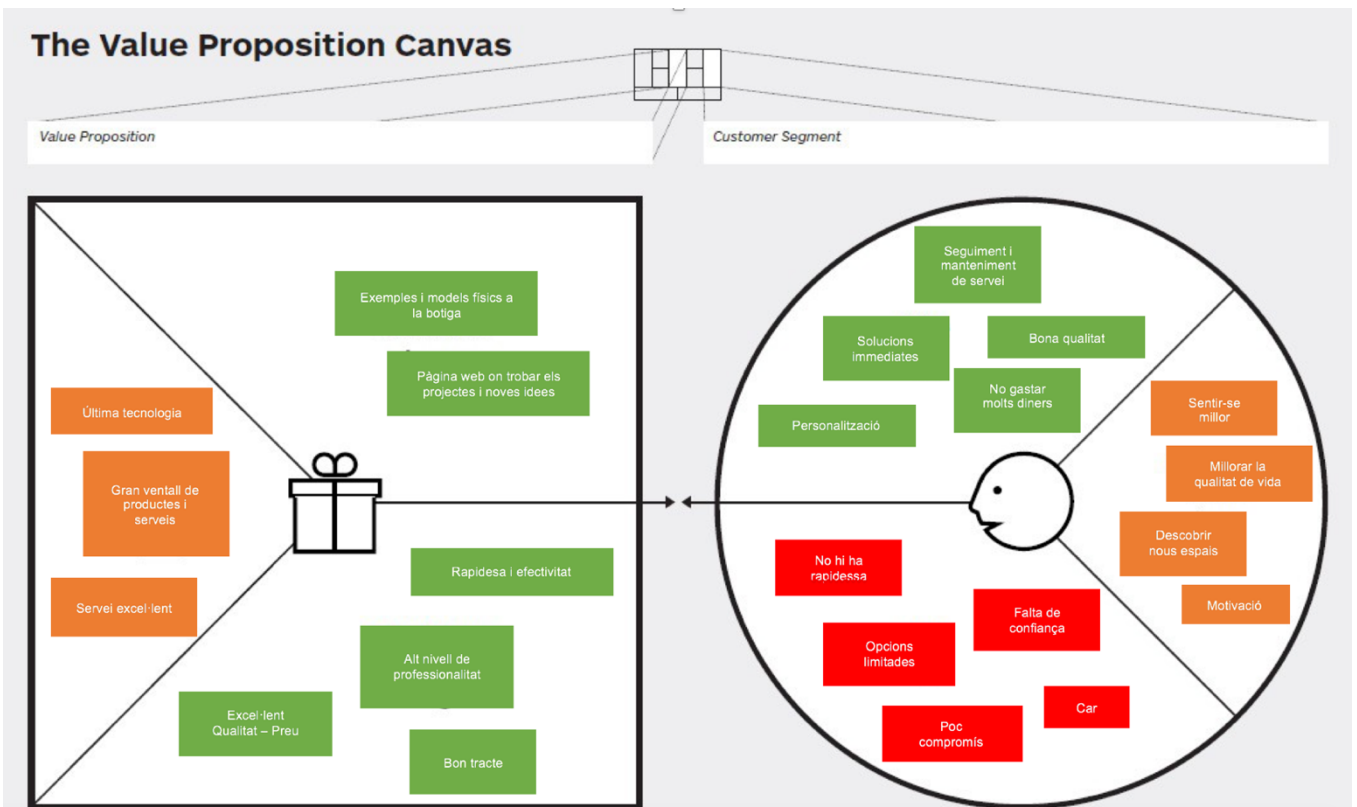 The Value Proposition Canvas
Value Proposition
Customer Segment
Exemples i models físics a
la botiga
Pàgina web on trobar els
projectes i noves idees
Última tecnologia
Gran ventall de
productes i
serveis
Servei excel·lent
Rapidesa i efectivitat
Alt nivell de
professionalitat
Excel·lent
Qualitat – Preu
Bon tracte
Seguiment i
manteniment
de servei
Solucions
immediates
Bona qualitat
No gastar
molts diners
Personalització
Sentir-se
millor
Millorar la
qualitat de vida
Descobrir
nous espais
Motivació
No hi ha
rapidessa
Falta de
confiança
Opcions
limitades
Car
Poc
compromís